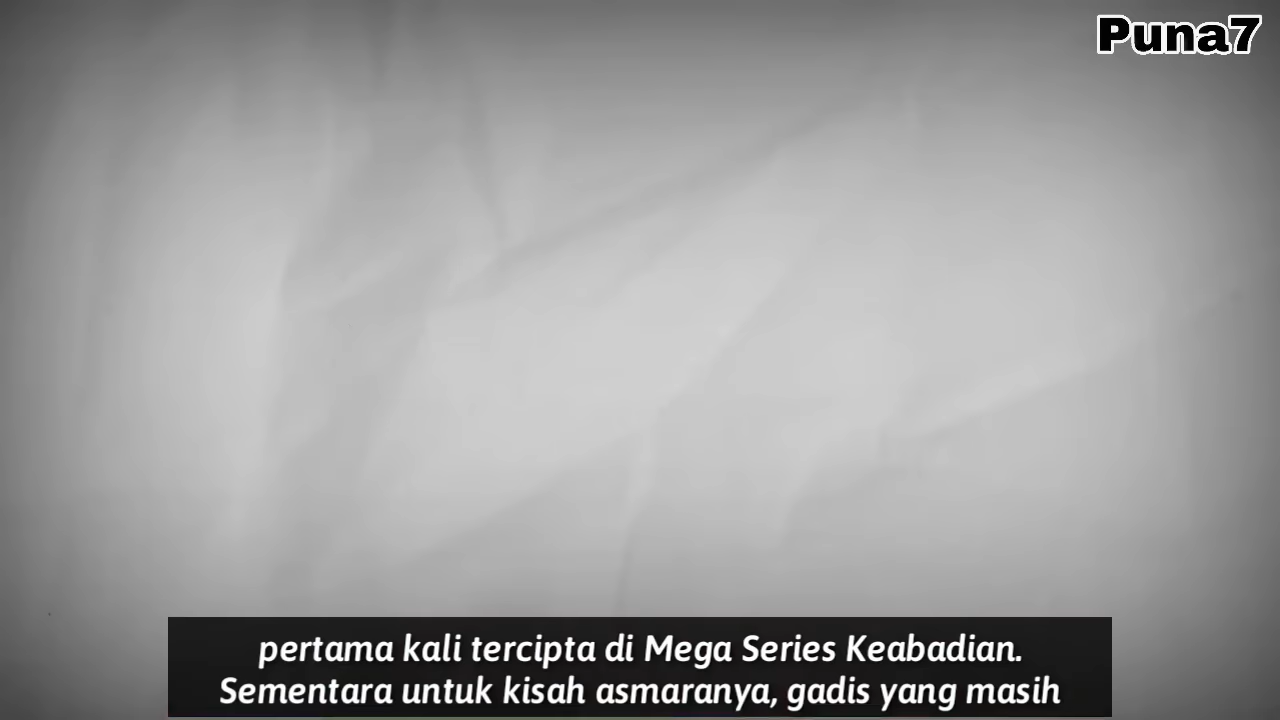 Puna7
pertama kali tercipta di Mega Series Keabadian.
Sementara untuk kisah asmaranya, gadis yang masih